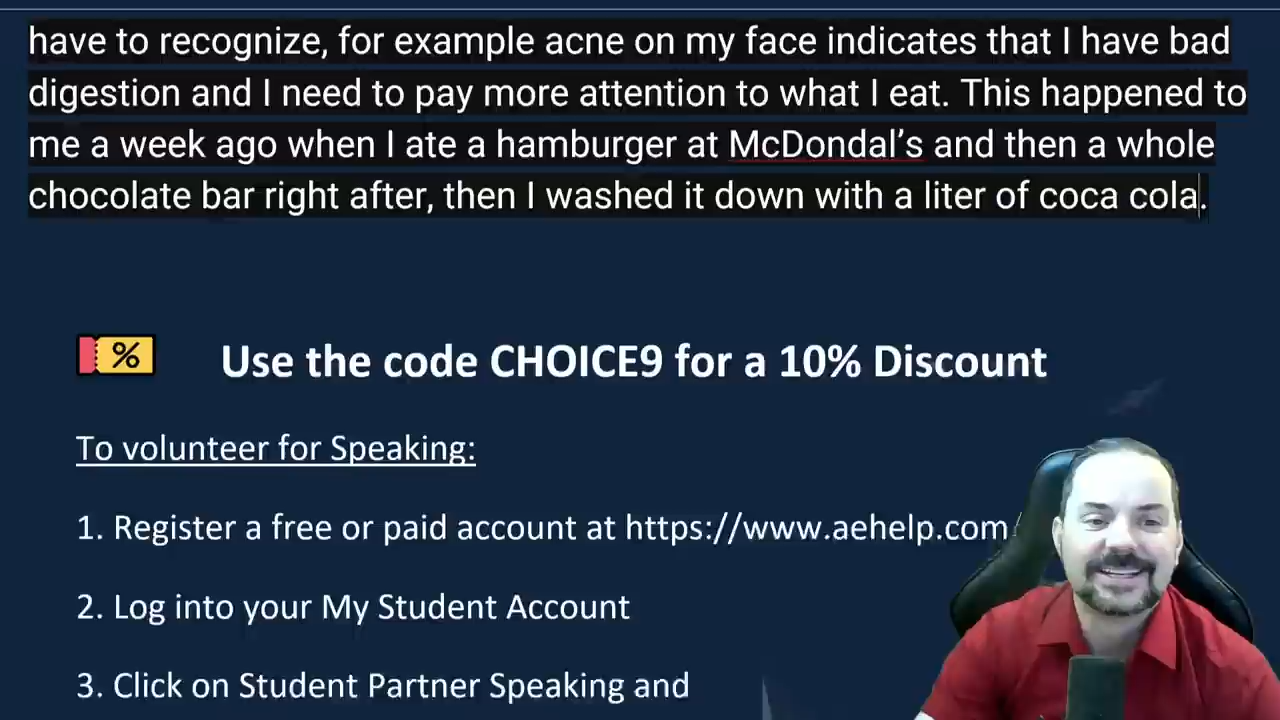 have to recognize, for example acne on my face indicates that I have bad
digestion and I need to pay more attention to what I eat. This happened to
me a week ago when I ate a hamburger at McDondal’s and then a whole
chocolate bar right after, then I washed it down with a liter of coca cola.
%
Use the code CHOICE9 for a 10% Discount
To volunteer for Speaking:
1. Register a free or paid account at https://www.aehelp.com
2. Log into your My Student Account
3. Click on Student Partner Speaking and